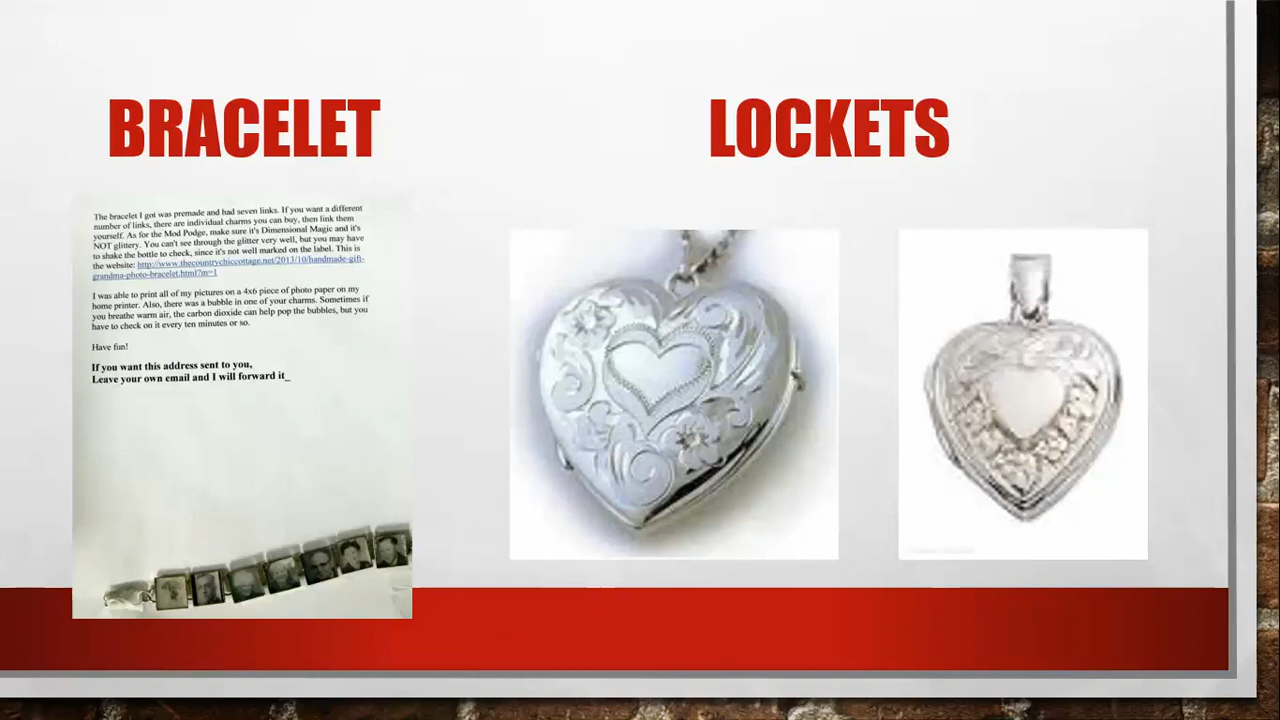 BRACELET
LOCKETS
The bracelet I got was premade and had seven links. If you want a different
number of links, there are individual charms you can buy, then link them
yourself. As for the Mod Podge, make sure it's Dimensional Magic and it's
NOT glittery. You can't see through the glitter very well, but you may have
to shake the bottle to check, since it's not well marked on the label. This is
the website: http://www.thecountrychiccottage.net/2013/10/handmade-gift-
grandma-photo-bracelet.html?m=1
I was able to print all of my pictures on a 4x6 piece of photo paper on my
home printer. Also, there was a bubble in one of your charms. Sometimes if
you breathe warm air, the carbon dioxide can help pop the bubbles, but you
have to check on it every ten minutes or so.
Have fun!
If you want this address sent to you,
Leave your own email and I will forward it_